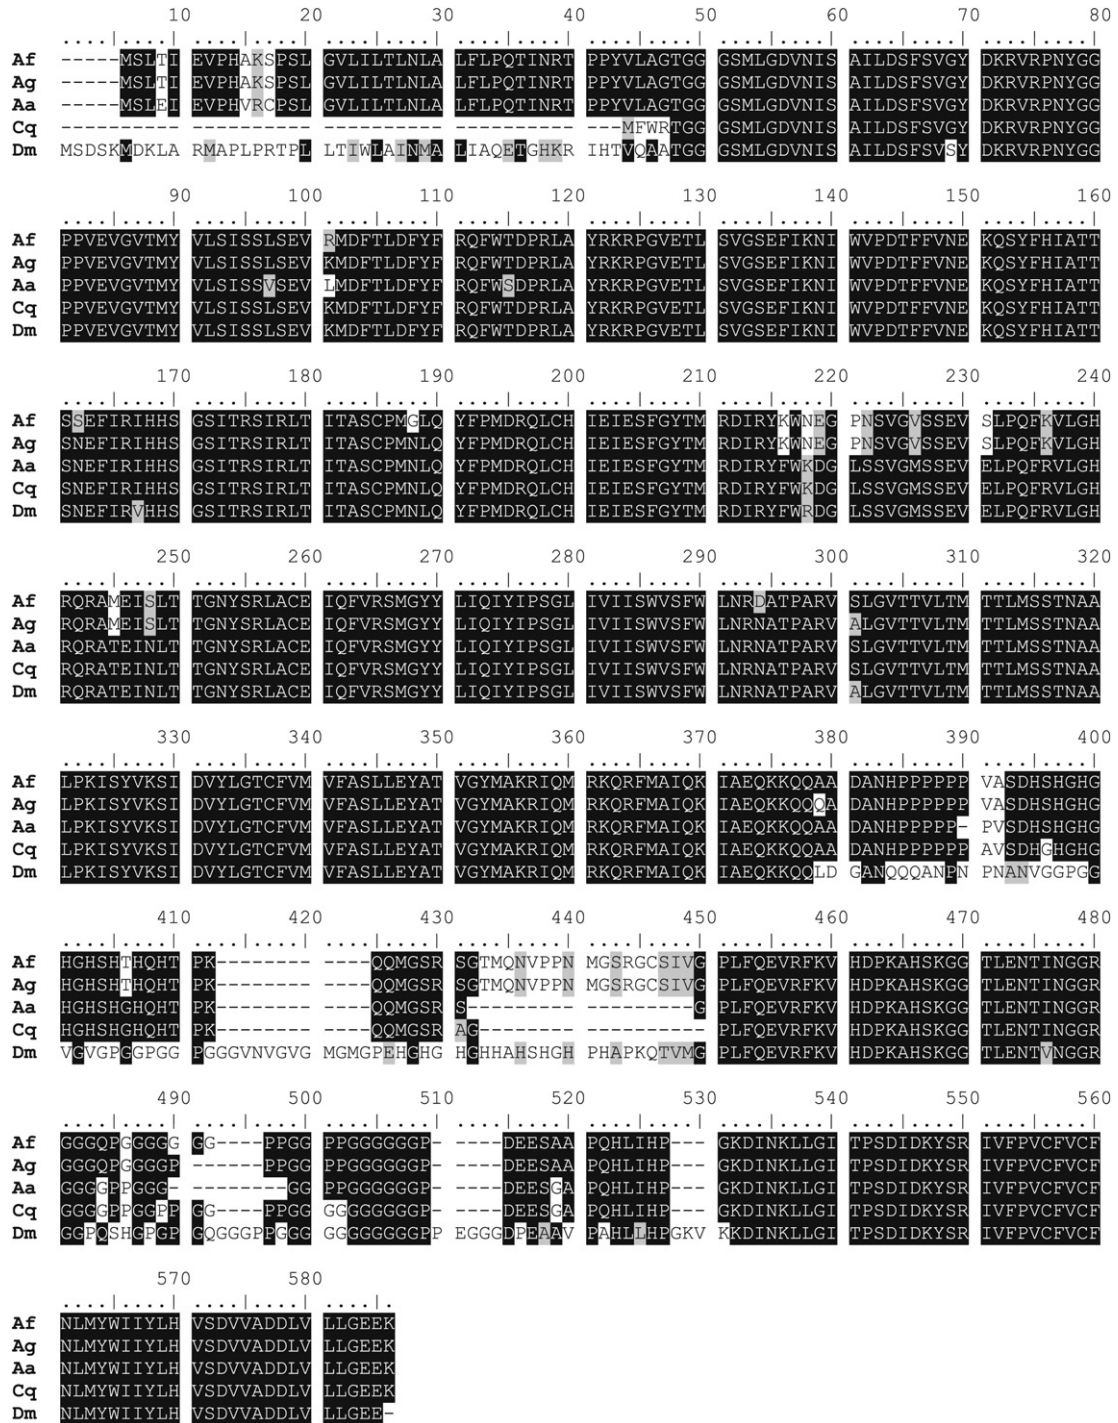 10 20 30 40 50 60 70 80
Af -----MSLTI EVPHAKSPSL GVLILTLNLA LFLPQTINRT PPYVLAGTGG GSMLGDVNIS AILDSFSVGY DKRVRPNYGG
Ag -----MSLTI EVPHAKSPSL GVLILTLNLA LFLPQTINRT PPYVLAGTGG GSMLGDVNIS AILDSFSVGY DKRVRPNYGG
Aa -----MSLEI EVPHVRCPSL GVLILTLNLA LFLPQTINRT PPYVLAGTGG GSMLGDVNIS AILDSFSVGY DKRVRPNYGG
Cq ---------- ---------- ---------- ---------- ---MFWRTGG GSMLGDVNIS AILDSFSVGY DKRVRPNYGG
Dm MSDSKMDKLA RMAPLPRTPL LTIWLAINMA LIAQETGHKR IHTVQAATGG GSMLGDVNIS AILDSFSVSY DKRVRPNYGG
90 100 110 120 130 140 150 160
Af PPVEVGVTMY VLSISSLSEV RMDFTLDFYF RQFWTDPRLA YRKRPGVETL SVGSEFIKNI WVPDTFFVNE KQSYFHIATT
Ag PPVEVGVTMY VLSISSLSEV KMDFTLDFYF RQFWTDPRLA YRKRPGVETL SVGSEFIKNI WVPDTFFVNE KQSYFHIATT
Aa PPVEVGVTMY VLSISSVSEV LMDFTLDFYF RQFWSDPRLA YRKRPGVETL SVGSEFIKNI WVPDTFFVNE KQSYFHIATT
Cq PPVEVGVTMY VLSISSLSEV KMDFTLDFYF RQFWTDPRLA YRKRPGVETL SVGSEFIKNI WVPDTFFVNE KQSYFHIATT
Dm PPVEVGVTMY VLSISSLSEV KMDFTLDFYF RQFWTDPRLA YRKRPGVETL SVGSEFIKNI WVPDTFFVNE KQSYFHIATT
170 180 190 200 210 220 230 240
Af SSEFIRIHHS GSITRSIRLT ITASCPMGLQ YFPMDRQLCH IEIESFGYTM RDIRYKWNEG PNSVGVSSEV SLPQFKVLGH
Ag SNEFIRIHHS GSITRSIRLT ITASCPMNLQ YFPMDRQLCH IEIESFGYTM RDIRYKWNEG PNSVGVSSEV SLPQFKVLGH
Aa SNEFIRIHHS GSITRSIRLT ITASCPMNLQ YFPMDRQLCH IEIESFGYTM RDIRYFWKDG LSSVGMSSEV ELPQFRVLGH
Cq SNEFIRIHHS GSITRSIRLT ITASCPMNLQ YFPMDRQLCH IEIESFGYTM RDIRYFWKDG LSSVGMSSEV ELPQFRVLGH
Dm SNEFIRVHHS GSITRSIRLT ITASCPMNLQ YFPMDRQLCH IEIESFGYTM RDIRYFWRDG LSSVGMSSEV ELPQFRVLGH
250 260 270 280 290 300 310 320
Af RQRAMEISLT TGNYSRLACE IQFVRSMGYY LIQIYIPSGL IVIISWVSFW LNRDATPARV SLGVTTVLTM TTLMSSTNAA
Ag RQRAMEISLT TGNYSRLACE IQFVRSMGYY LIQIYIPSGL IVIISWVSFW LNRNATPARV ALGVTTVLTM TTLMSSTNAA
Aa RQRATEINLT TGNYSRLACE IQFVRSMGYY LIQIYIPSGL IVIISWVSFW LNRNATPARV SLGVTTVLTM TTLMSSTNAA
Cq RQRATEINLT TGNYSRLACE IQFVRSMGYY LIQIYIPSGL IVIISWVSFW LNRNATPARV SLGVTTVLTM TTLMSSTNAA
Dm RQRATEINLT TGNYSRLACE IQFVRSMGYY LIQIYIPSGL IVIISWVSFW LNRNATPARV ALGVTTVLTM TTLMSSTNAA
330 340 350 360 370 380 390 400
Af LPKISYVKSI DVYLGTCFVM VFASLLEYAT VGYMAKRIQM RKQRFMAIQK IAEQKKQQAA DANHPPPPPP VASDHSHGHG
Ag LPKISYVKSI DVYLGTCFVM VFASLLEYAT VGYMAKRIQM RKQRFMAIQK IAEQKKQQQA DANHPPPPPP VASDHSHGHG
Aa LPKISYVKSI DVYLGTCFVM VFASLLEYAT VGYMAKRIQM RKQRFMAIQK IAEQKKQQAA DANHPPPPP- PVSDHSHGHG
Cq LPKISYVKSI DVYLGTCFVM VFASLLEYAT VGYMAKRIQM RKQRFMAIQK IAEQKKQQAA DANHPPPPPP AVSDHGHGHG
Dm LPKISYVKSI DVYLGTCFVM VFASLLEYAT VGYMAKRIQM RKQRFMAIQK IAEQKKQQLD GANQQQANPN PNANVGGPGG
410 420 430 440 450 460 470 480
Af HGHSHTHQHT PK-------- ----QQMGSR SGTMQNVPPN MGSRGCSIVG PLFQEVRFKV HDPKAHSKGG TLENTINGGR
Ag HGHSHTHQHT PK-------- ----QQMGSR SGTMQNVPPN MGSRGCSIVG PLFQEVRFKV HDPKAHSKGG TLENTINGGR
Aa HGHSHGHQHT PK-------- ----QQMGSR S--------- ---------G PLFQEVRFKV HDPKAHSKGG TLENTINGGR
Cq HGHSHGHQHT PK-------- ----QQMGSR AG-------- ---------- PLFQEVRFKV HDPKAHSKGG TLENTINGGR
Dm VGVGPGGPGG PGGGVNVGVG MGMGPEHGHG HGHHAHSHGH PHAPKQTVMG PLFQEVRFKV HDPKAHSKGG TLENTVNGGR
490 500 510 520 530 540 550 560
Af GGGQPGGGGG GG----PPGG PPGGGGGGP- ----DEESAA PQHLIHP--- GKDINKLLGI TPSDIDKYSR IVFPVCFVCF
Ag GGGQPGGGGP ------PPGG PPGGGGGGP- ----DEESAA PQHLIHP--- GKDINKLLGI TPSDIDKYSR IVFPVCFVCF
Aa GGGGPPGGG- --------GG PPGGGGGGP- ----DEESGA PQHLIHP--- GKDINKLLGI TPSDIDKYSR IVFPVCFVCF
Cq GGGGPPGGPP GG----PPGG GGGGGGGGP- ----DEESGA PQHLIHP--- GKDINKLLGI TPSDIDKYSR IVFPVCFVCF
Dm GGPQSHGPGP GQGGGPPGGG GGGGGGGGPP EGGGDPEAAV PAHLLHPGKV KKDINKLLGI TPSDIDKYSR IVFPVCFVCF
570 580
Af NLMYWIIYLH VSDVVADDLV LLGEEK
Ag NLMYWIIYLH VSDVVADDLV LLGEEK
Aa NLMYWIIYLH VSDVVADDLV LLGEEK
Cq NLMYWIIYLH VSDVVADDLV LLGEEK
Dm NLMYWIIYLH VSDVVADDLV LLGEE-